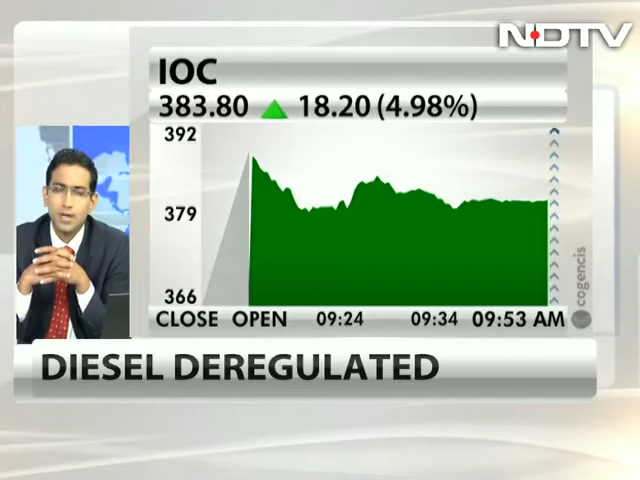 NDTV
IOC
383.80 18.20 (4.98%)
392
379
366
CLOSE OPEN 09:24 09:34 09:53 AM
cogencis
DIESEL DEREGULATED